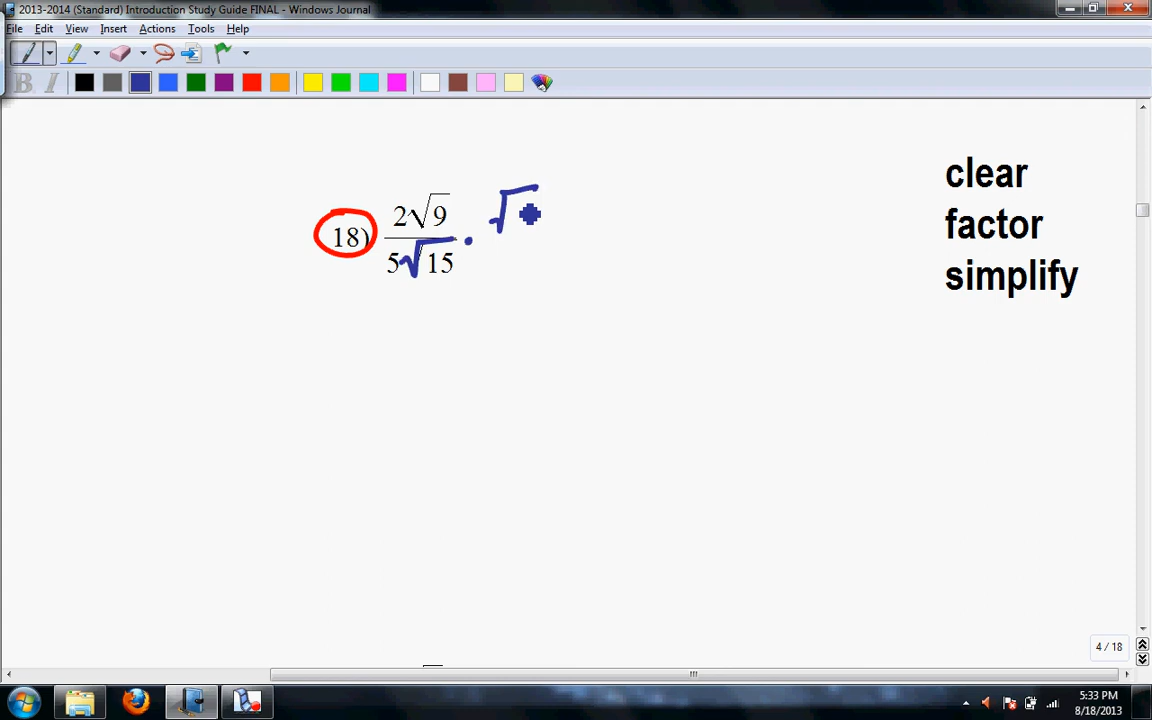 2013-2014 (Standard) Introduction Study Guide FINAL - Windows Journal
File Edit View Insert Actions Tools Help
B I
clear
factor
simplify
18) 2√9 / 5√15 · √
4 / 18
5:33 PM
8/18/2013